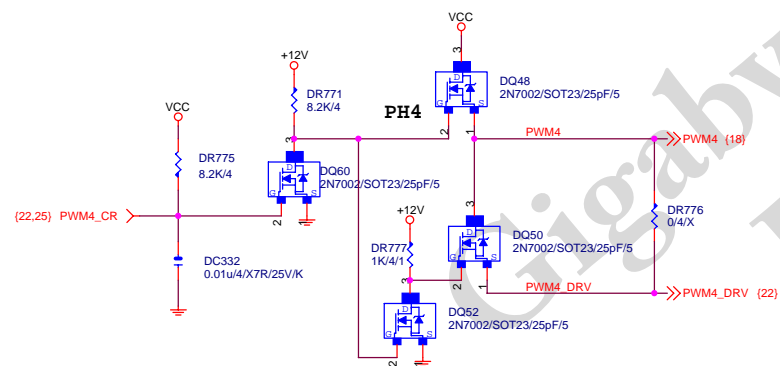 VCC
+12V
DQ48
2N7002/SOT23/25pF/5
DR771
8.2K/4
PH4
VCC
3
D
G
S
2
1
PWM4
PWM4 {18}
DR775
8.2K/4
3
D
G
S
2
1
DQ60
2N7002/SOT23/25pF/5
+12V
DR776
0/4/X
{22,25} PWM4_CR
3
D
G
S
2
1
DQ50
2N7002/SOT23/25pF/5
DR777
1K/4/1
DC332
0.01u/4/X7R/25V/K
PWM4_DRV
PWM4_DRV {22}
3
D
G
S
2
1
DQ52
2N7002/SOT23/25pF/5
Gigaby